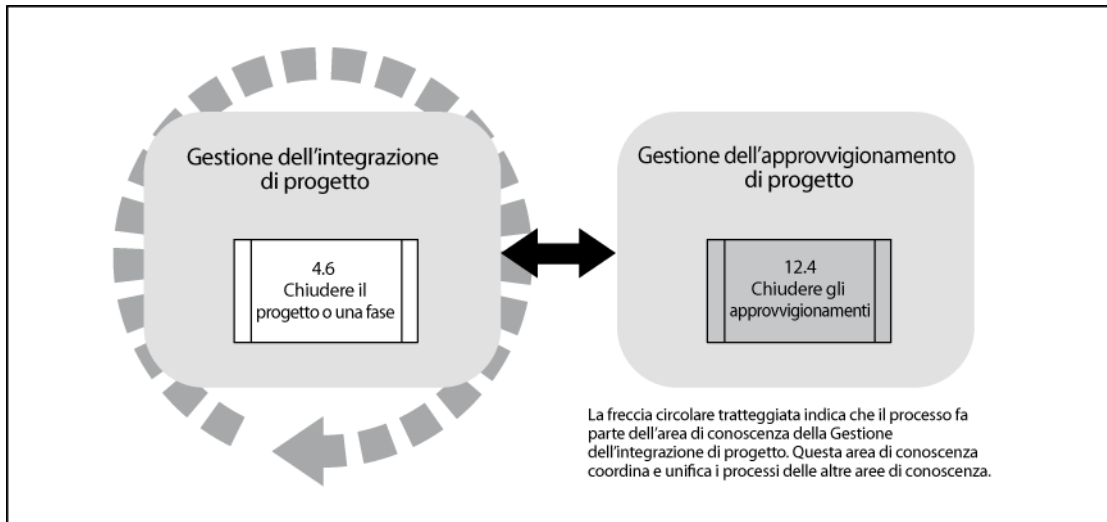 Gestione dell'integrazione
di progetto
4.6
Chiudere il
progetto o una fase
Gestione dell'approvvigionamento
di progetto
12.4
Chiudere gli
approvvigionamenti
La freccia circolare tratteggiata indica che il processo fa
parte dell'area di conoscenza della Gestione
dell'integrazione di progetto. Questa area di conoscenza
coordina e unifica i processi delle altre aree di conoscenza.